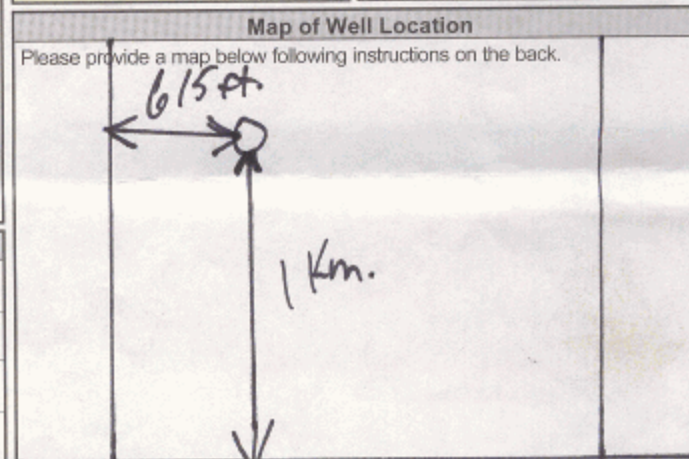 Map of Well Location
Please provide a map below following instructions on the back.
615 ft.
1 Km.